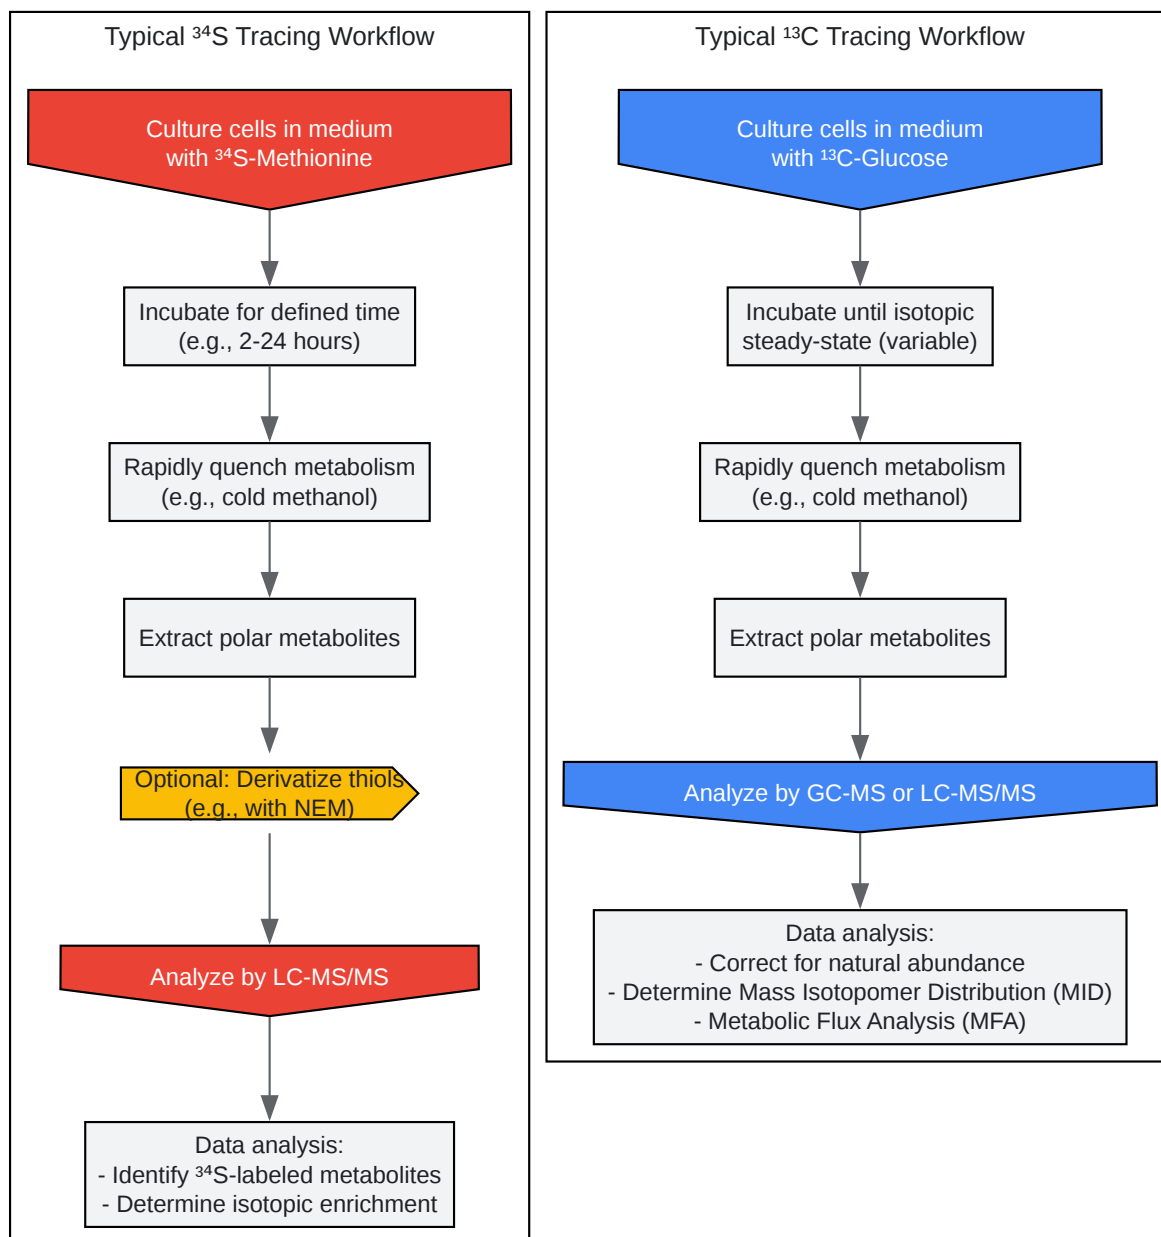 Typical ³⁴S Tracing Workflow
Culture cells in medium
with ³⁴S-Methionine
Incubate for defined time
(e.g., 2-24 hours)
Rapidly quench metabolism
(e.g., cold methanol)
Extract polar metabolites
Optional: Derivatize thiols
(e.g., with NEM)
Analyze by LC-MS/MS
Data analysis:
- Identify ³⁴S-labeled metabolites
- Determine isotopic enrichment
Typical ¹³C Tracing Workflow
Culture cells in medium
with ¹³C-Glucose
Incubate until isotopic
steady-state (variable)
Rapidly quench metabolism
(e.g., cold methanol)
Extract polar metabolites
Analyze by GC-MS or LC-MS/MS
Data analysis:
- Correct for natural abundance
- Determine Mass Isotopomer Distribution (MID)
- Metabolic Flux Analysis (MFA)